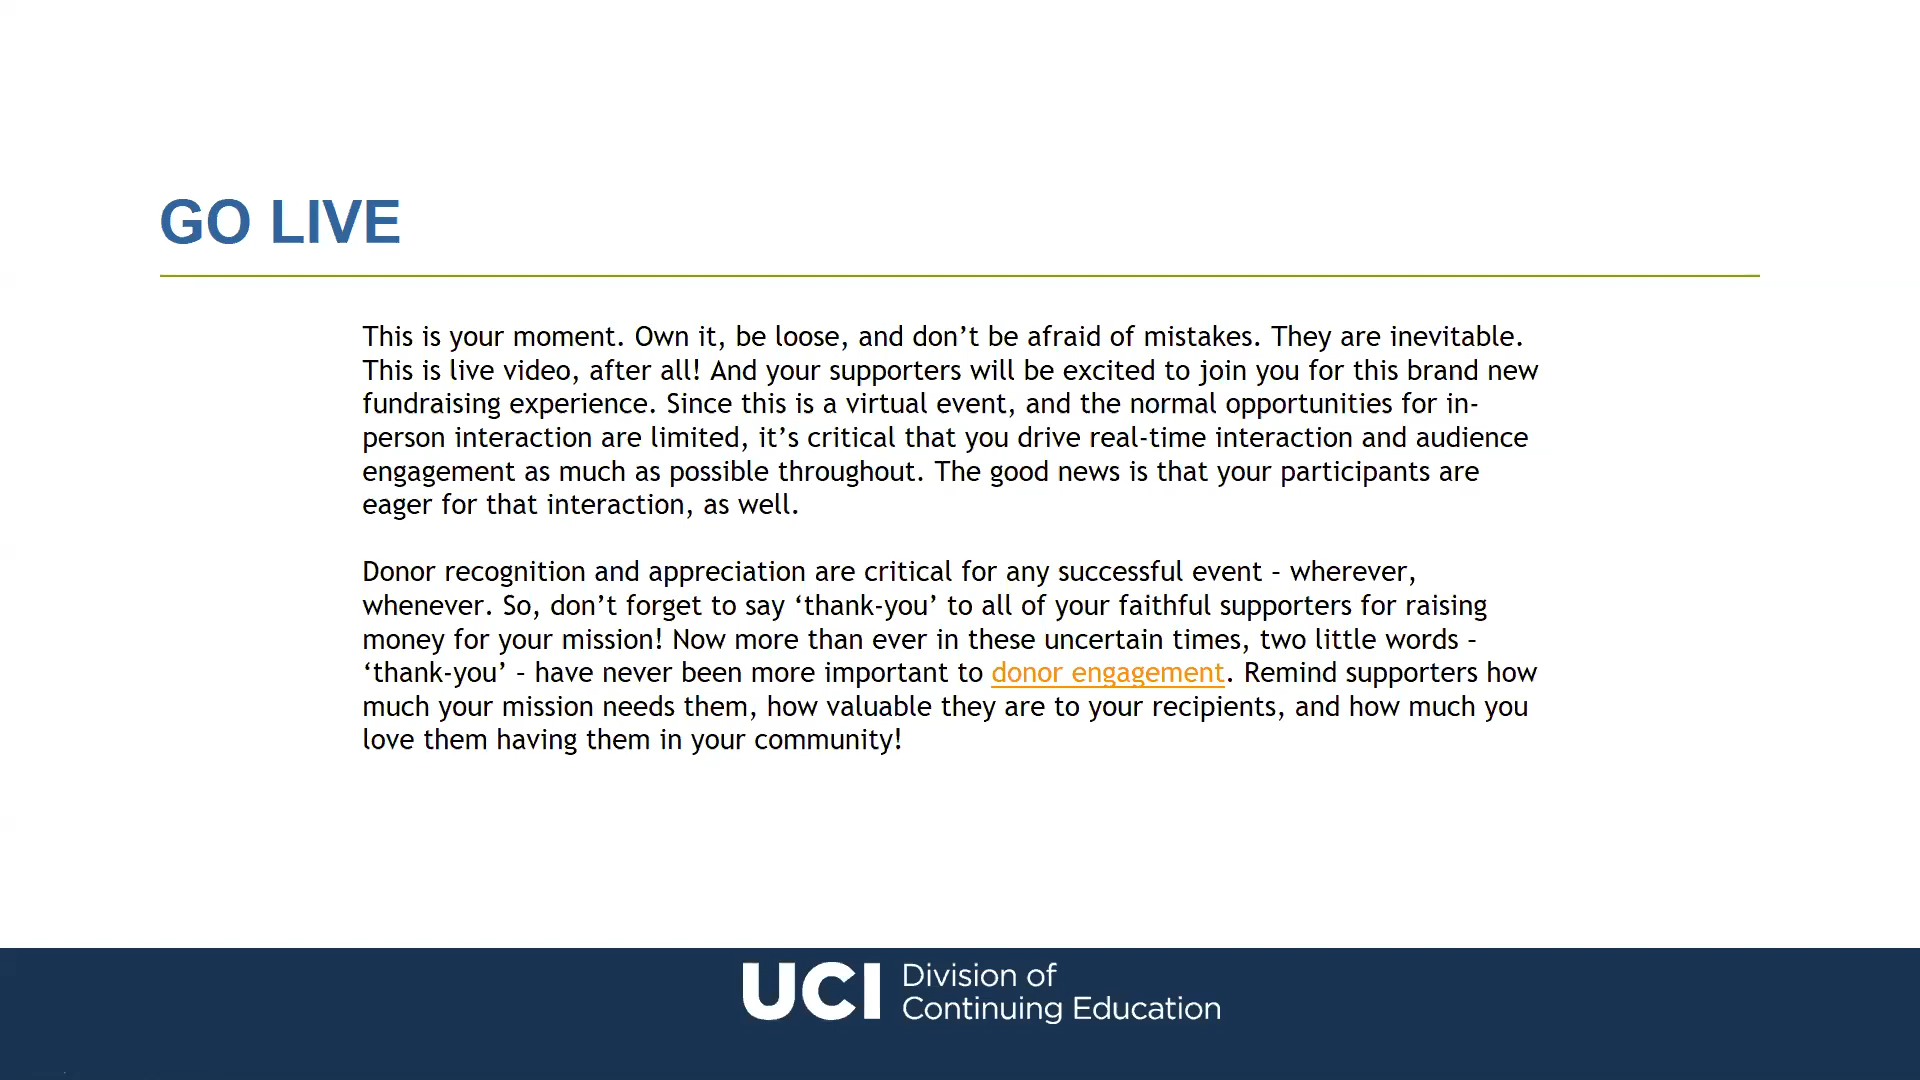 GO LIVE
This is your moment. Own it, be loose, and don’t be afraid of mistakes. They are inevitable.
This is live video, after all! And your supporters will be excited to join you for this brand new
fundraising experience. Since this is a virtual event, and the normal opportunities for in-
person interaction are limited, it’s critical that you drive real-time interaction and audience
engagement as much as possible throughout. The good news is that your participants are
eager for that interaction, as well.
Donor recognition and appreciation are critical for any successful event – wherever,
whenever. So, don’t forget to say ‘thank-you’ to all of your faithful supporters for raising
money for your mission! Now more than ever in these uncertain times, two little words –
‘thank-you’ – have never been more important to donor engagement. Remind supporters how
much your mission needs them, how valuable they are to your recipients, and how much you
love them having them in your community!
UCI Division of
Continuing Education